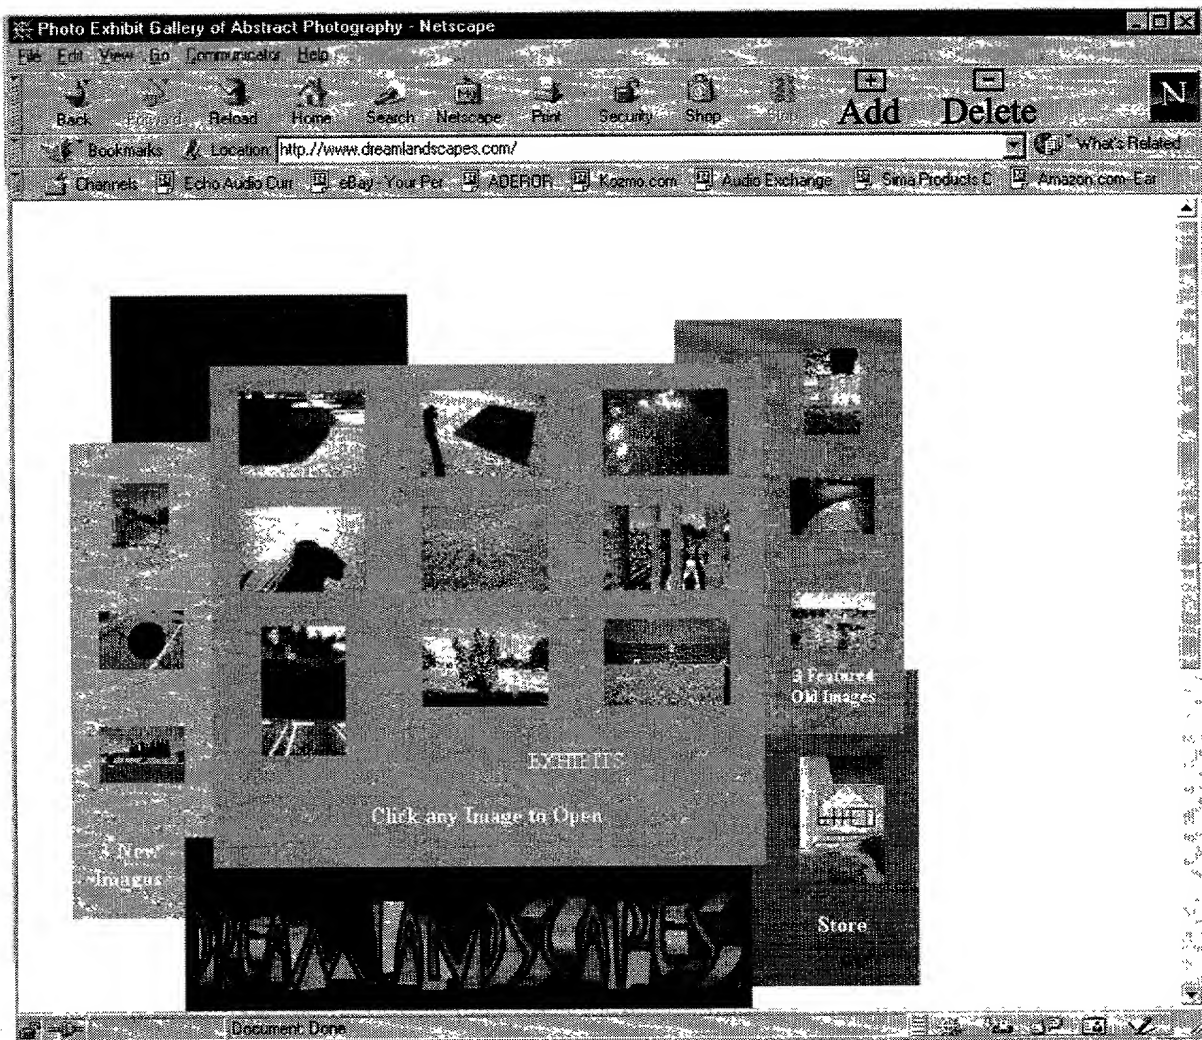 Photo Exhibit Gallery of Abstract Photography - Netscape
File Edit View Go Communicator Help
Back Forward Reload Home Search Netscape Print Security Shop Stop Add Delete
Bookmarks Location: http://www.dreamlandscapes.com/ What's Related
Channels Echo Audio Curr eBay - Your Per ADEROR Kozmo.com Audio Exchange Sima Products C Amazon.com--Ear
3 Featured
Old Images
EXHIBITS
Click any Image to Open
3 New
Images
Store
DREAM LANDSCAPES
Document: Done